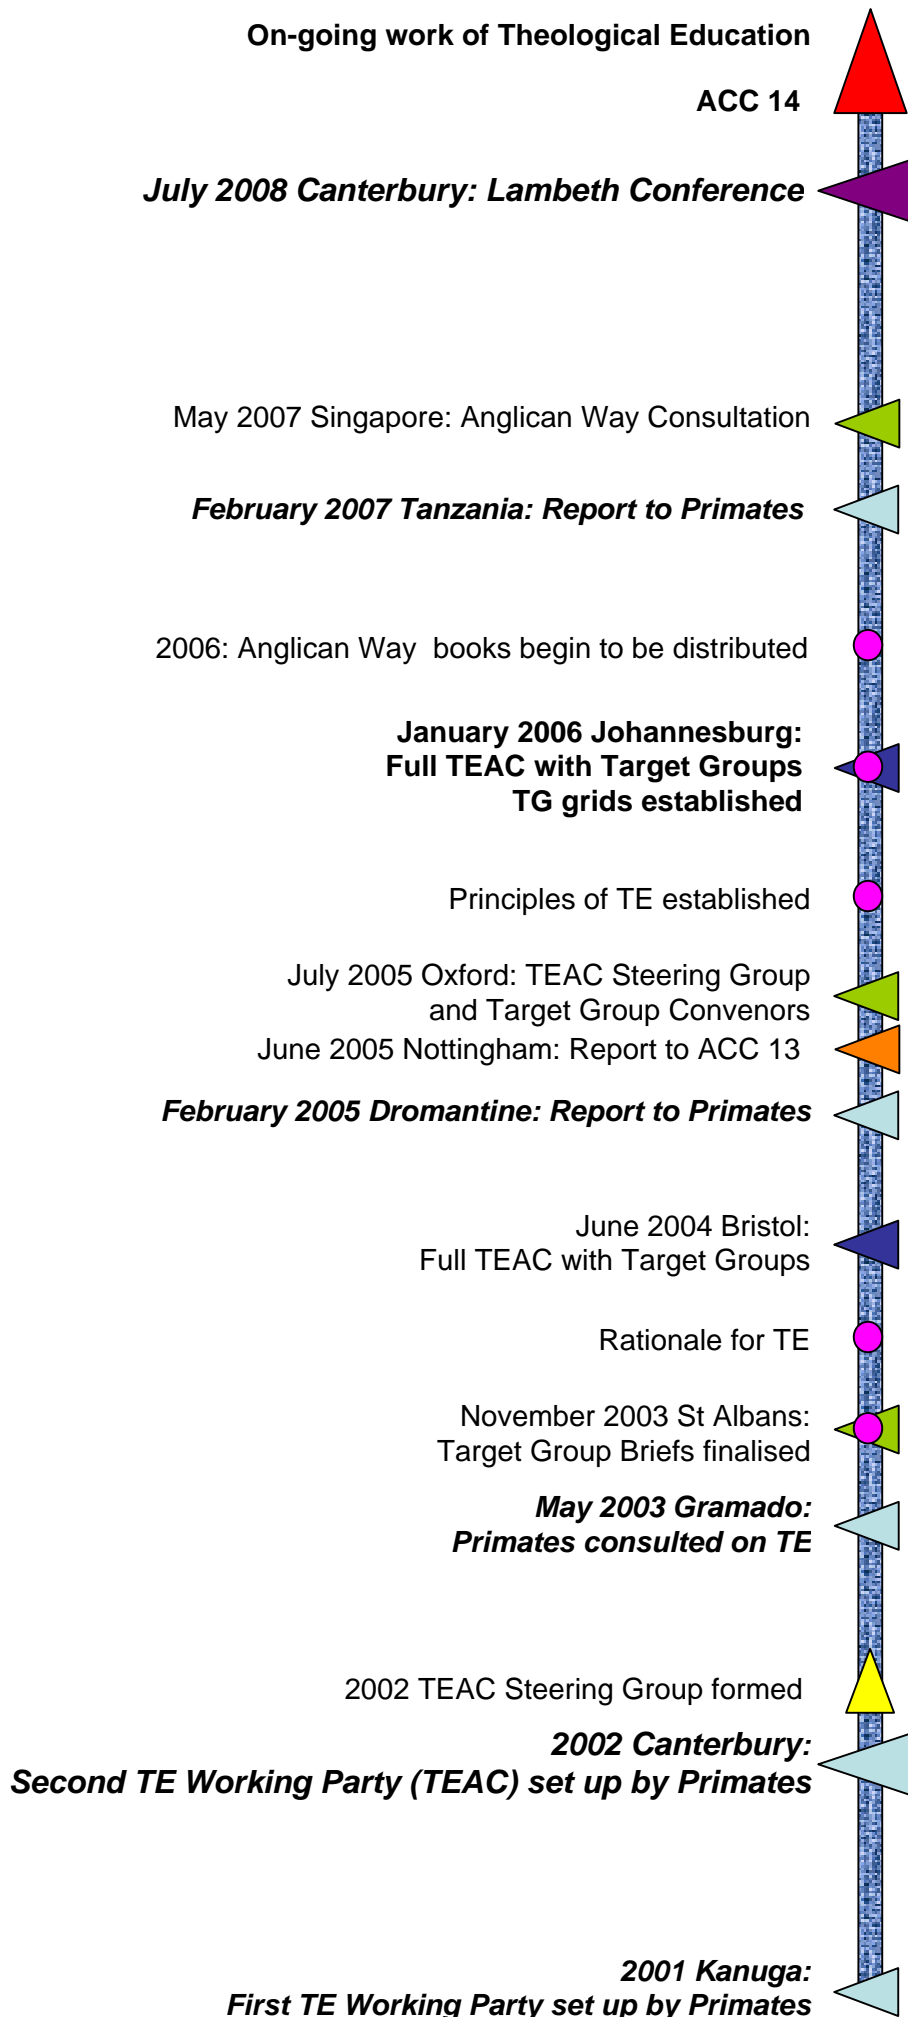 On-going work of Theological Education
ACC 14
July 2008 Canterbury: Lambeth Conference
May 2007 Singapore: Anglican Way Consultation
February 2007 Tanzania: Report to Primates
2006: Anglican Way books begin to be distributed
January 2006 Johannesburg:
Full TEAC with Target Groups
TG grids established
Principles of TE established
July 2005 Oxford: TEAC Steering Group
and Target Group Convenors
June 2005 Nottingham: Report to ACC 13
February 2005 Dromantine: Report to Primates
June 2004 Bristol:
Full TEAC with Target Groups
Rationale for TE
November 2003 St Albans:
Target Group Briefs finalised
May 2003 Gramado:
Primates consulted on TE
2002 TEAC Steering Group formed
2002 Canterbury:
Second TE Working Party (TEAC) set up by Primates
2001 Kanuga:
First TE Working Party set up by Primates